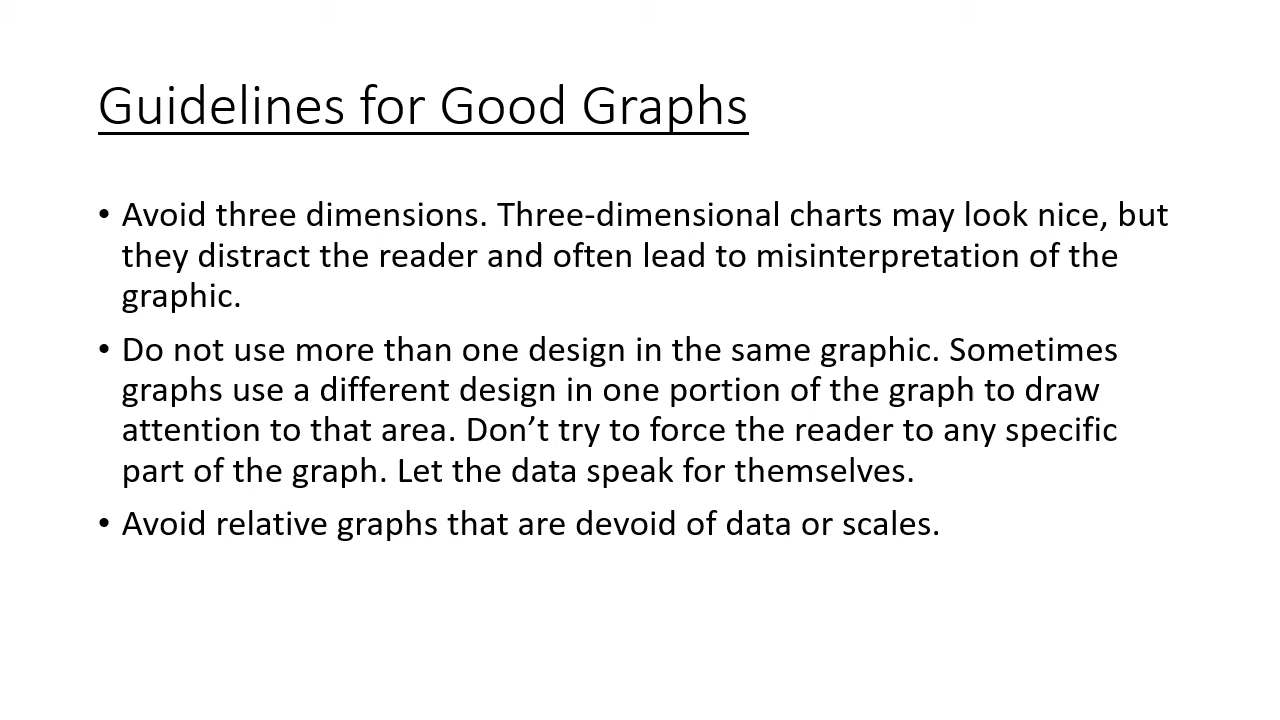 Guidelines for Good Graphs
• Avoid three dimensions. Three-dimensional charts may look nice, but
they distract the reader and often lead to misinterpretation of the
graphic.
• Do not use more than one design in the same graphic. Sometimes
graphs use a different design in one portion of the graph to draw
attention to that area. Don’t try to force the reader to any specific
part of the graph. Let the data speak for themselves.
• Avoid relative graphs that are devoid of data or scales.